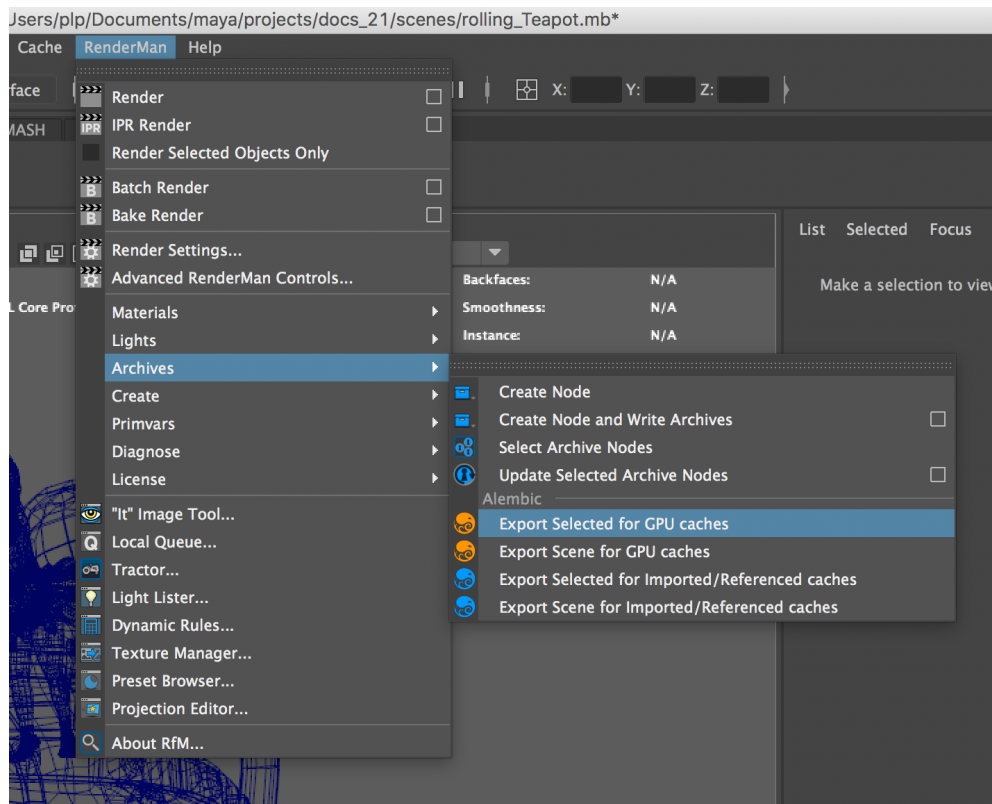 Users/plp/Documents/maya/projects/docs_21/scenes/rolling_Teapot.mb*
Cache RenderMan Help
X: Y: Z:
Render
IPR
IPR Render
Render Selected Objects Only
B
Batch Render
B
Bake Render
Render Settings...
Advanced RenderMan Controls...
Materials
Lights
Archives
Create
Primvars
Diagnose
License
"It" Image Tool...
Q
Local Queue...
Tractor...
Light Lister...
Dynamic Rules...
Texture Manager...
Preset Browser...
Projection Editor...
About RfM...
Backfaces: N/A
Smoothness: N/A
Instance: N/A
List Selected Focus
Make a selection to
Create Node
Create Node and Write Archives
Select Archive Nodes
Update Selected Archive Nodes
Alembic
Export Selected for GPU caches
Export Scene for GPU caches
Export Selected for Imported/Referenced caches
Export Scene for Imported/Referenced caches